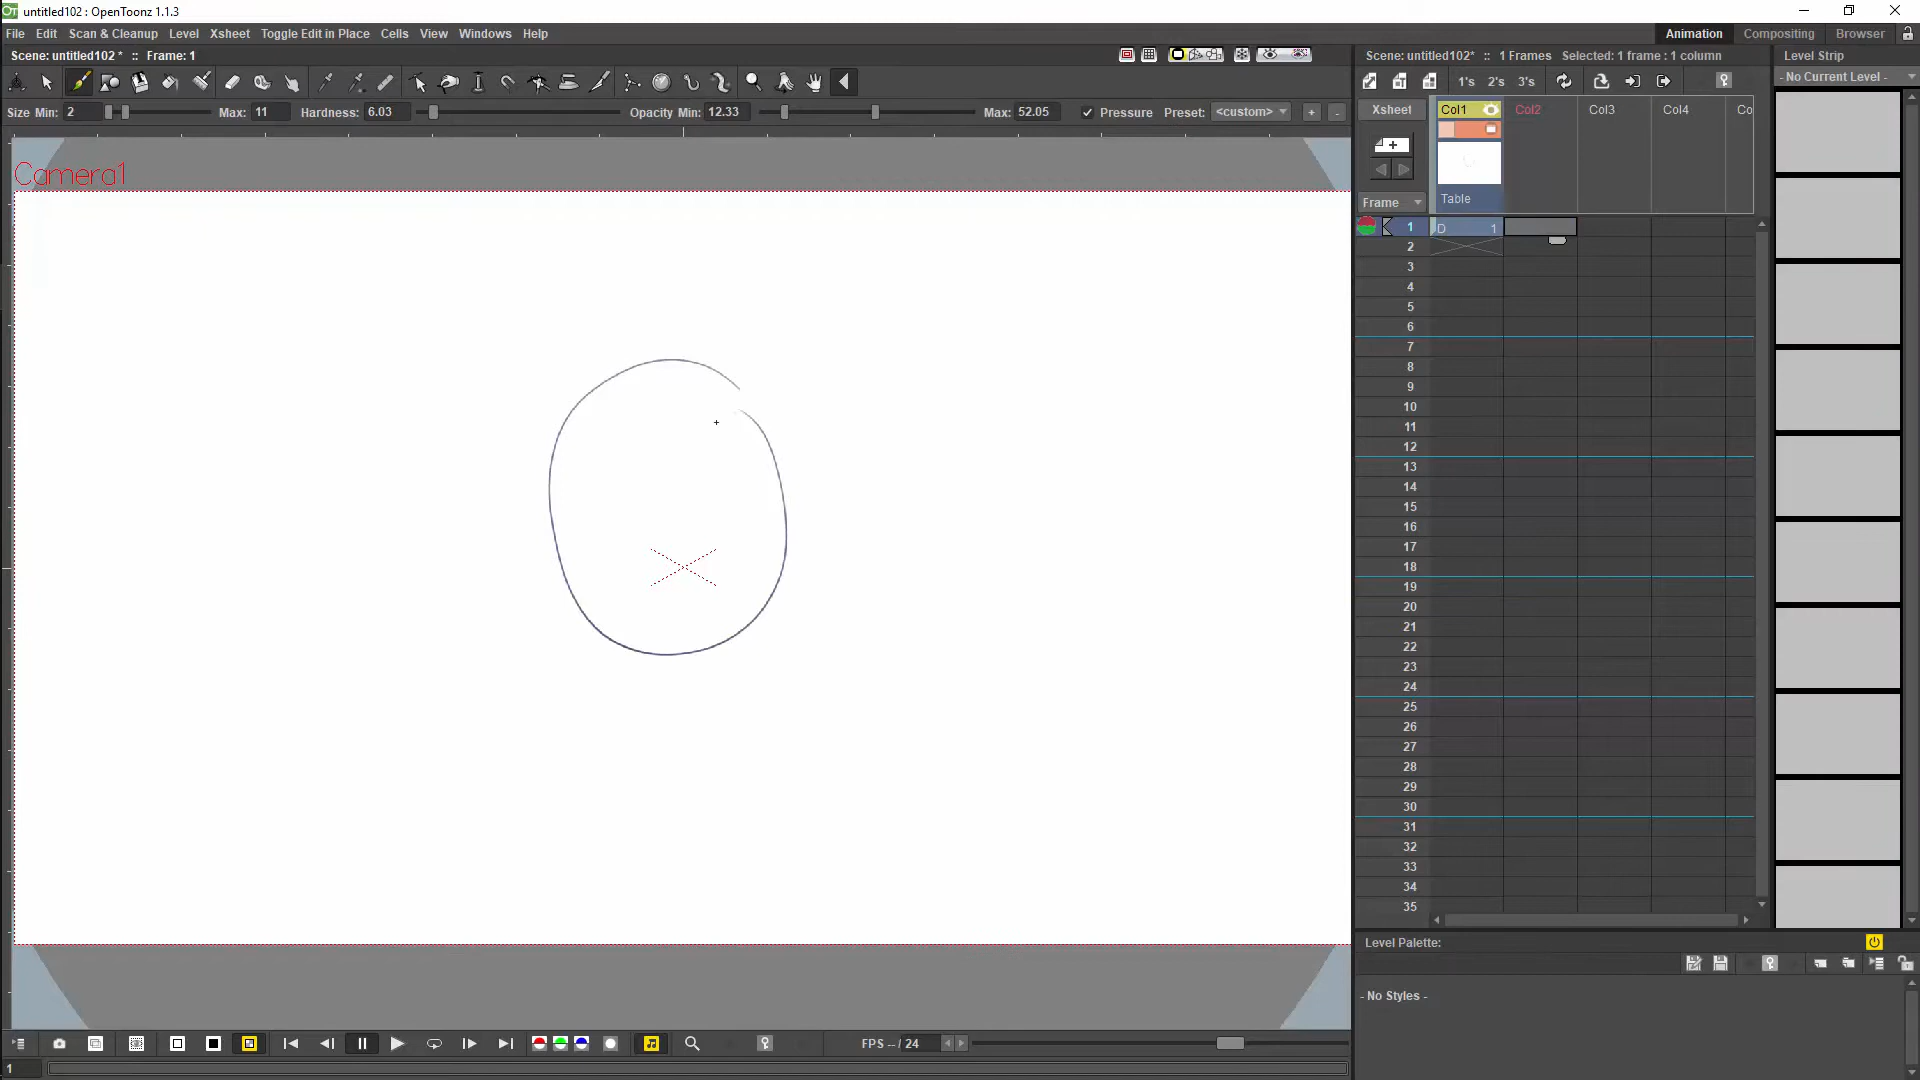 untitled102 : OpenToonz 1.1.3
File Edit Scan & Cleanup Level Xsheet Toggle Edit in Place Cells View Windows Help
Animation Compositing Browser
Scene: untitled102 * :: Frame: 1
Scene: untitled102* :: 1 Frames Selected: 1 frame : 1 column
Level Strip
1's 2's 3's
- No Current Level -
Size Min: 2 Max: 11 Hardness: 6.03 Opacity Min: 12.33 Max: 52.05 Pressure Preset: <custom> + -
Xsheet Col1 Col2 Col3 Col4 Co
Camera1
+
Table
Frame
1 D 1
2
3
4
5
6
7
8
9
10
11
12
13
14
15
16
17
18
19
20
21
22
23
24
25
26
27
28
29
30
31
32
33
34
35
Level Palette:
- No Styles -
FPS -- / 24
1